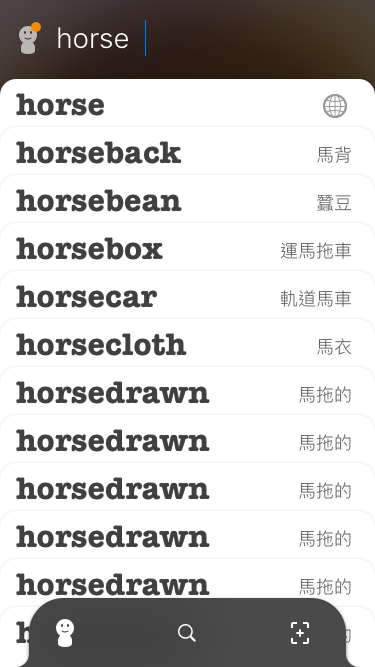 horse
horse
horseback 馬背
horsebean 蠶豆
horsebox 運馬拖車
horsecar 軌道馬車
horsecloth 馬衣
horsedrawn 馬拖的
horsedrawn 馬拖的
horsedrawn 馬拖的
horsedrawn 馬拖的
horsedrawn 馬拖的